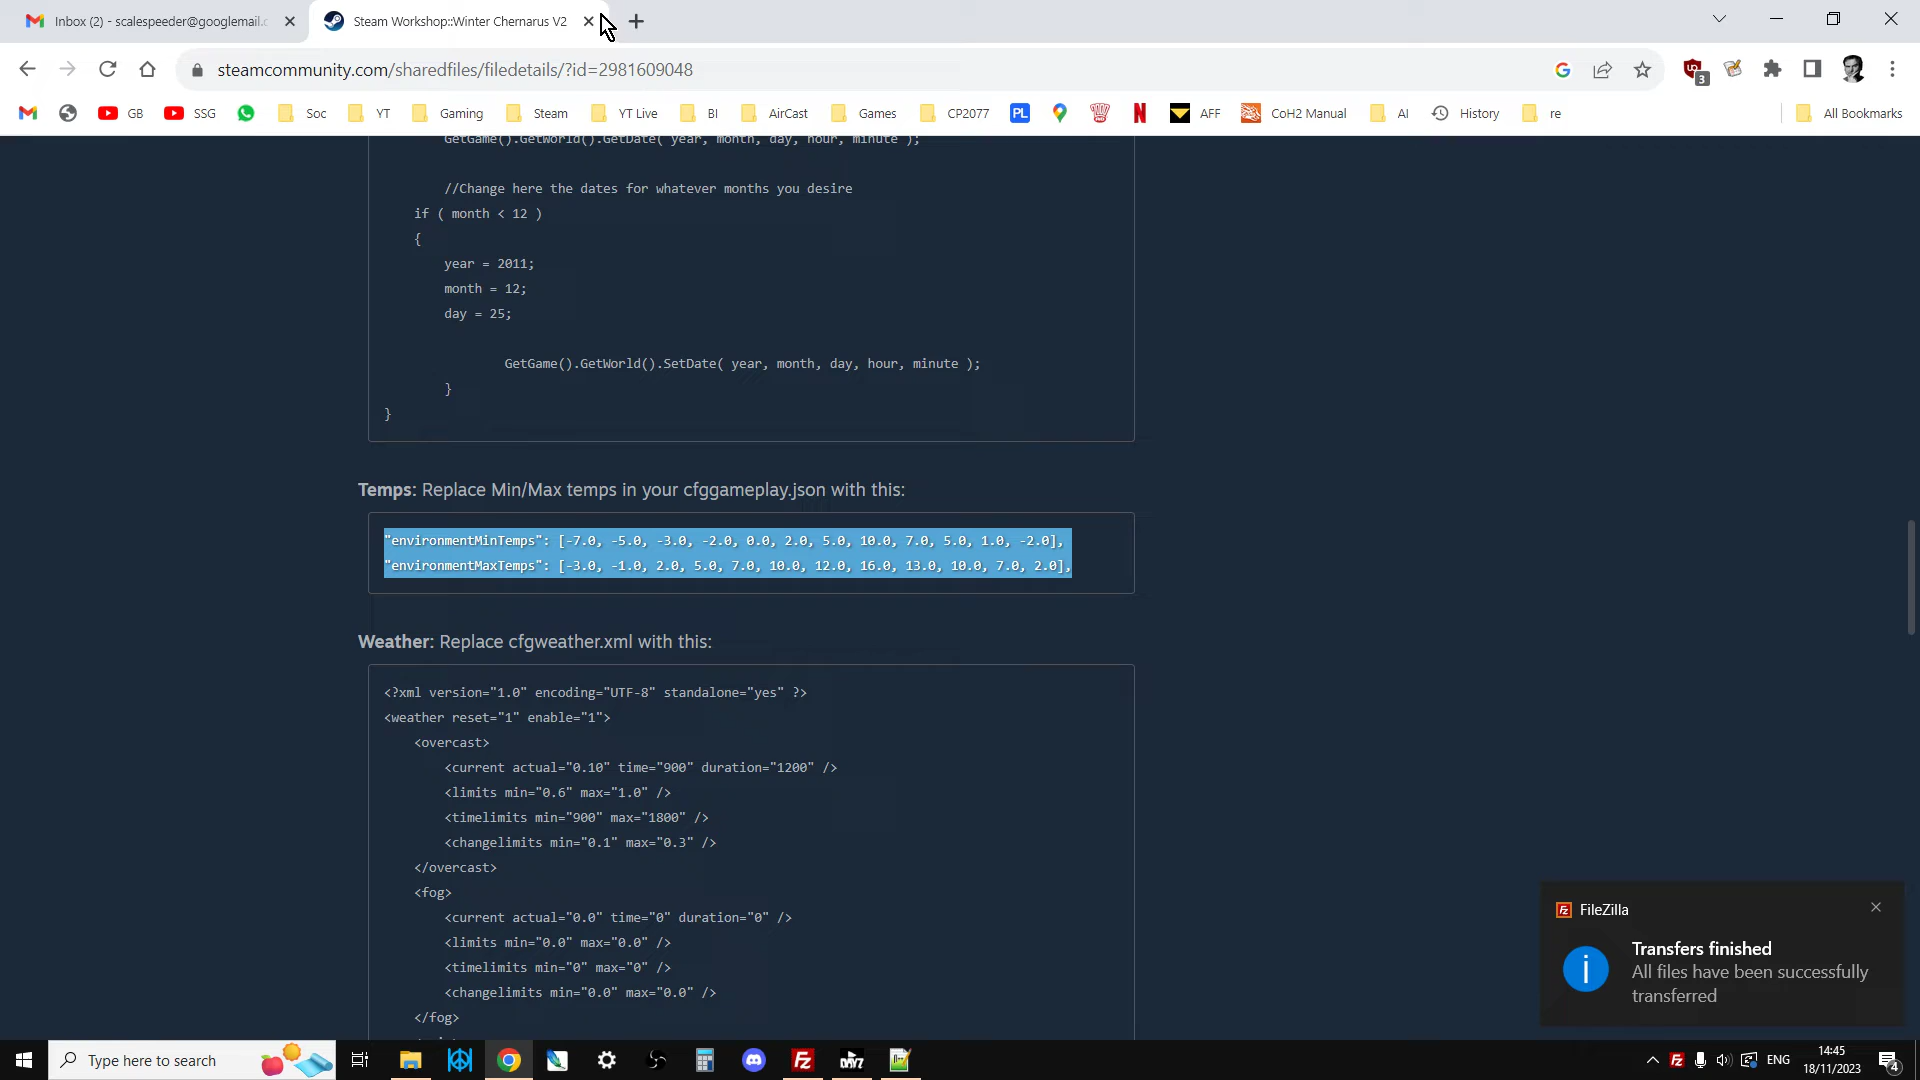 Inbox (2) - scalespeeder@googlemail.c
Steam Workshop::Winter Chernarus V2
steamcommunity.com/sharedfiles/filedetails/?id=2981609048
3
GB
SSG
Soc
YT
Gaming
Steam
YT Live
BI
AirCast
Games
CP2077
PL
AFF
CoH2 Manual
AI
History
re
All Bookmarks
GetGame().GetWorld().GetDate( year, month, day, hour, minute );
//Change here the dates for whatever months you desire
if ( month < 12 )
{
year = 2011;
month = 12;
day = 25;
GetGame().GetWorld().SetDate( year, month, day, hour, minute );
}
}
Temps: Replace Min/Max temps in your cfggameplay.json with this:
"environmentMinTemps": [-7.0, -5.0, -3.0, -2.0, 0.0, 2.0, 5.0, 10.0, 7.0, 5.0, 1.0, -2.0],
"environmentMaxTemps": [-3.0, -1.0, 2.0, 5.0, 7.0, 10.0, 12.0, 16.0, 13.0, 10.0, 7.0, 2.0],
Weather: Replace cfgweather.xml with this:
<?xml version="1.0" encoding="UTF-8" standalone="yes" ?>
<weather reset="1" enable="1">
<overcast>
<current actual="0.10" time="900" duration="1200" />
<limits min="0.6" max="1.0" />
<timelimits min="900" max="1800" />
<changelimits min="0.1" max="0.3" />
</overcast>
<fog>
<current actual="0.0" time="0" duration="0" />
<limits min="0.0" max="0.0" />
<timelimits min="0" max="0" />
<changelimits min="0.0" max="0.0" />
</fog>
FileZilla
Transfers finished
All files have been successfully
transferred
Type here to search
ENG
14:45
18/11/2023
4